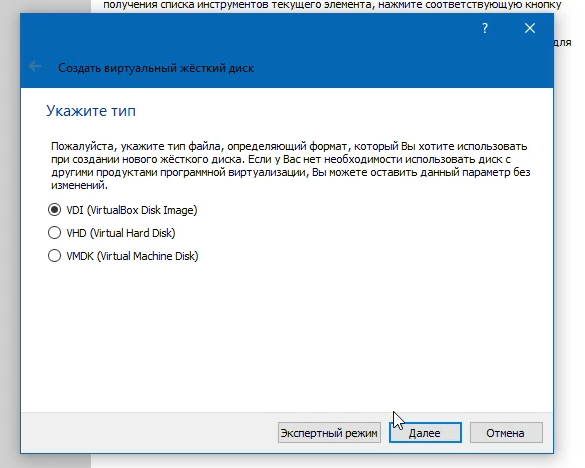 получения списка инструментов текущего элемента, нажмите соответствующую кнопку
?
для
Создать виртуальный жёсткий диск
Укажите тип
Пожалуйста, укажите тип файла, определяющий формат, который Вы хотите использовать
при создании нового жёсткого диска. Если у Вас нет необходимости использовать диск с
другими продуктами программной виртуализации, Вы можете оставить данный параметр без
изменений.
VDI (VirtualBox Disk Image)
VHD (Virtual Hard Disk)
VMDK (Virtual Machine Disk)
Экспертный режим
Далее
Отмена